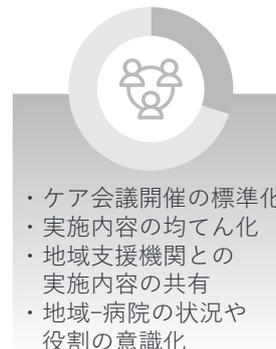 ・ケア会議開催の標準化
・実施内容の均てん化
・地域支援機関との
実施内容の共有
・地域−病院の状況や
役割の意識化